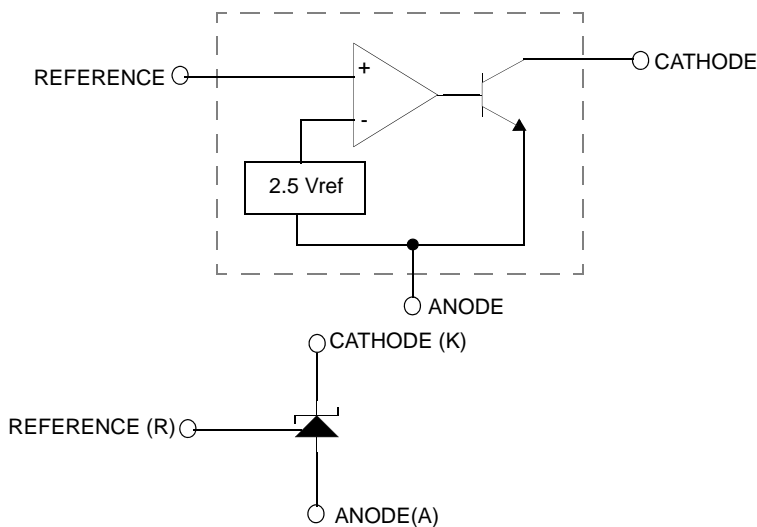 REFERENCE
+
-
CATHODE
2.5 Vref
ANODE
CATHODE (K)
REFERENCE (R)
ANODE(A)